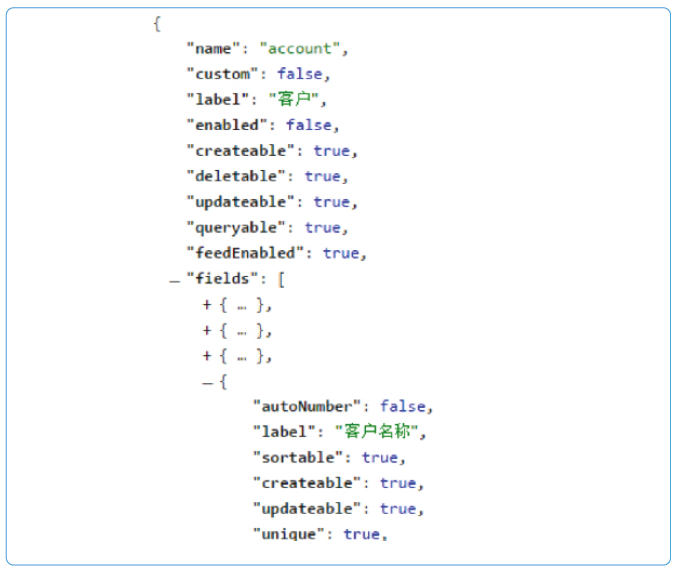 {
"name": "account",
"custom": false,
"label": "客户",
"enabled": false,
"createable": true,
"deletable": true,
"updateable": true,
"queryable": true,
"feedEnabled": true,
– "fields": [
+ { … },
+ { … },
+ { … },
– {
"autoNumber": false,
"label": "客户名称",
"sortable": true,
"createable": true,
"updateable": true,
"unique": true,